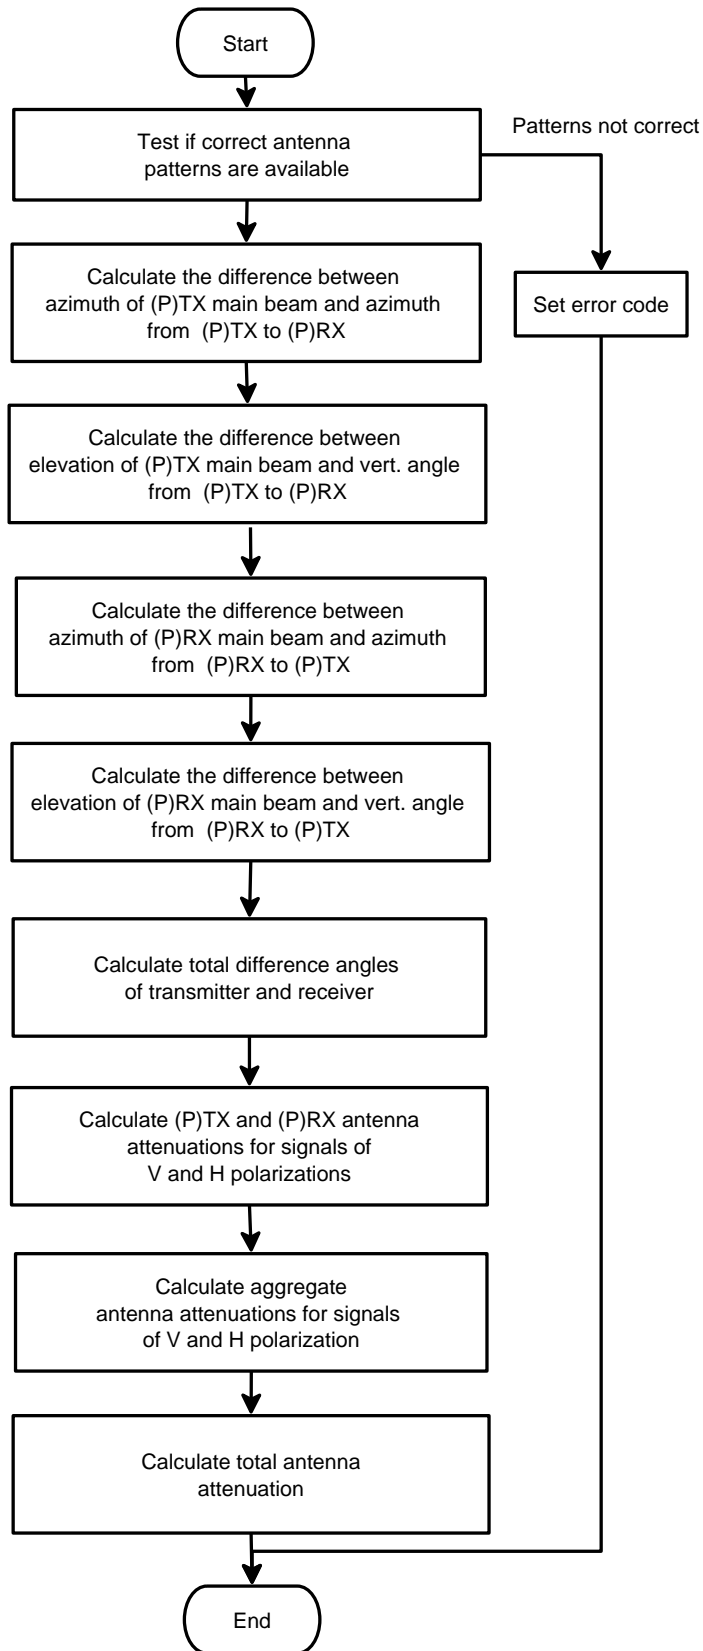 Start
Test if correct antenna
patterns are available
Patterns not correct
Calculate the difference between
azimuth of (P)TX main beam and azimuth
from (P)TX to (P)RX
Set error code
Calculate the difference between
elevation of (P)TX main beam and vert. angle
from (P)TX to (P)RX
Calculate the difference between
azimuth of (P)RX main beam and azimuth
from (P)RX to (P)TX
Calculate the difference between
elevation of (P)RX main beam and vert. angle
from (P)RX to (P)TX
Calculate total difference angles
of transmitter and receiver
Calculate (P)TX and (P)RX antenna
attenuations for signals of
V and H polarizations
Calculate aggregate
antenna attenuations for signals
of V and H polarization
Calculate total antenna
attenuation
End